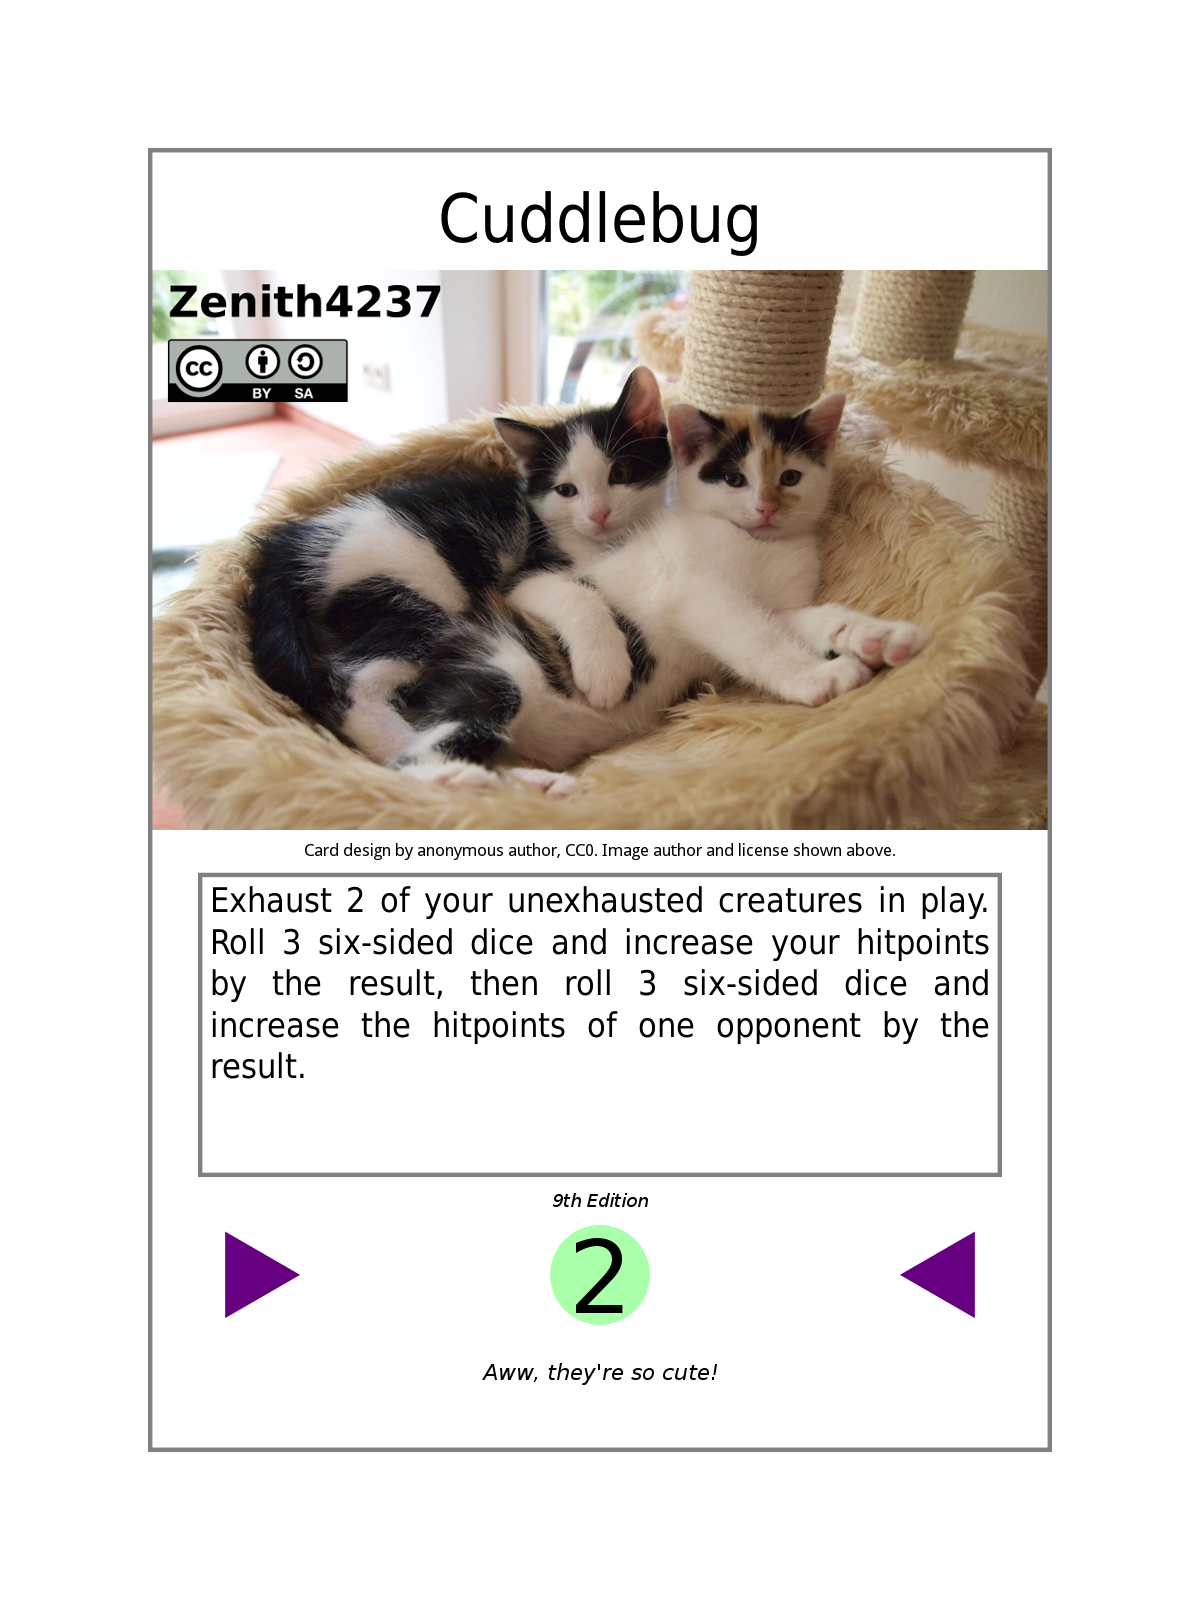 Cuddlebug
Zenith4237
cc
BY SA
Card design by anonymous author, CC0. Image author and license shown above.
Exhaust 2 of your unexhausted creatures in play.
Roll 3 six-sided dice and increase your hitpoints
by the result, then roll 3 six-sided dice and
increase the hitpoints of one opponent by the
result.
9th Edition
2
Aww, they're so cute!